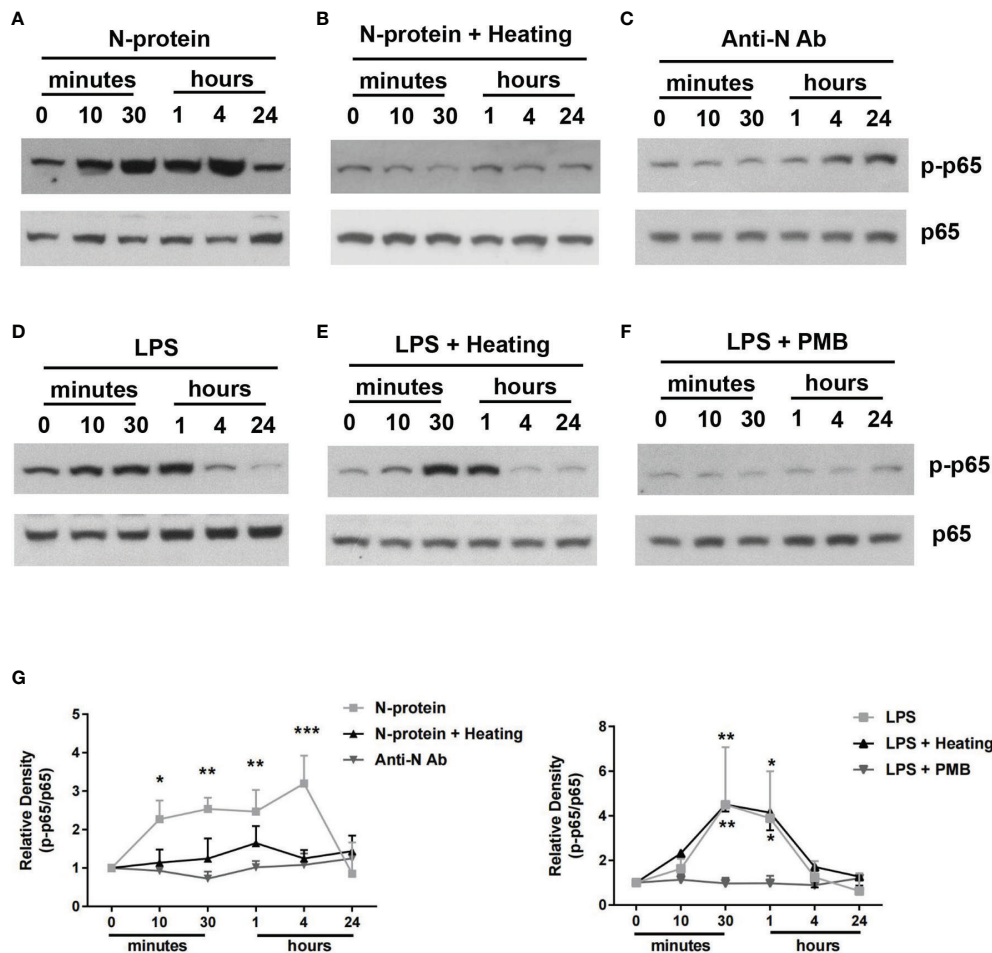 A
B
C
N-protein
N-protein + Heating
Anti-N Ab
minutes hours
minutes hours
minutes hours
0 10 30 1 4 24
0 10 30 1 4 24
0 10 30 1 4 24
p-p65
p65
D
E
F
LPS
LPS + Heating
LPS + PMB
minutes hours
minutes hours
minutes hours
0 10 30 1 4 24
0 10 30 1 4 24
0 10 30 1 4 24
p-p65
p65
G
Relative Density
(p-p65/p65)
5
4
3
2
1
0
* ** ** ***
N-protein
N-protein + Heating
Anti-N Ab
0 10 30 1 4 24
minutes hours
Relative Density
(p-p65/p65)
8
6
4
2
0
** *
** *
LPS
LPS + Heating
LPS + PMB
0 10 30 1 4 24
minutes hours